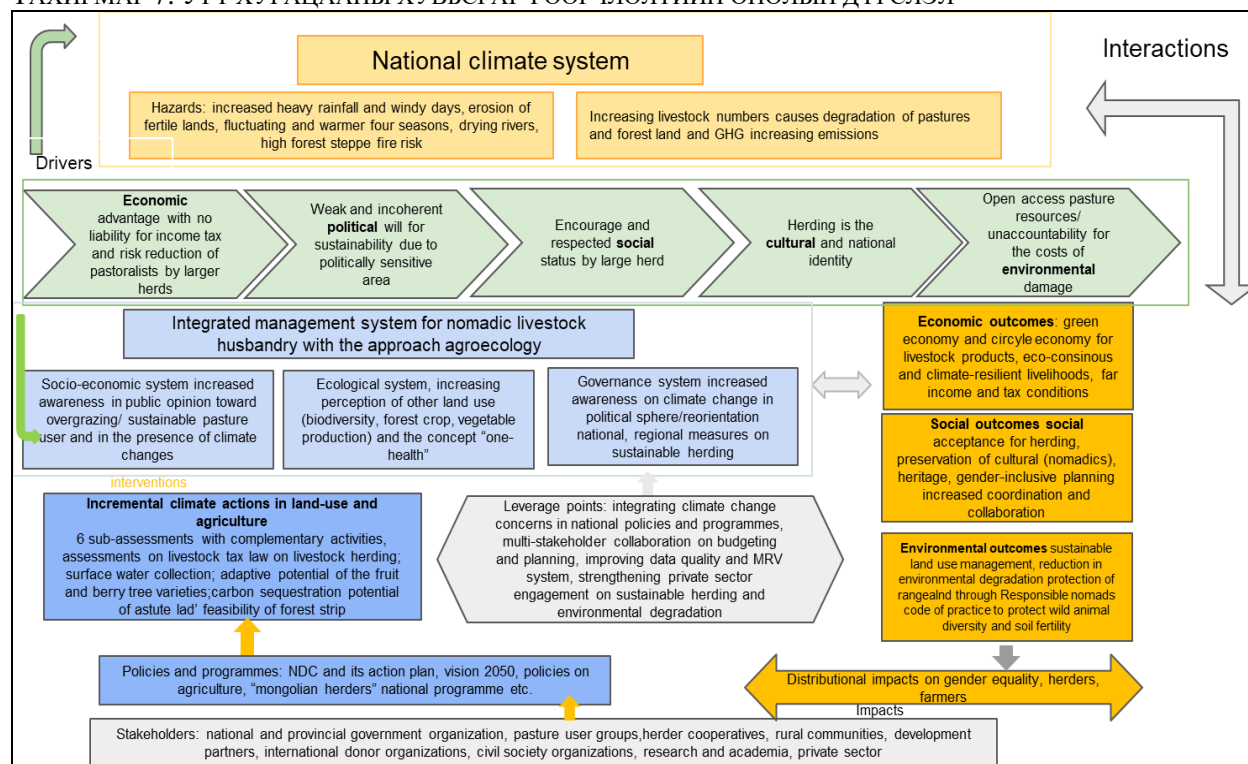 National climate system
Interactions
Hazards: increased heavy rainfall and windy days, erosion of
fertile lands, fluctuating and warmer four seasons, drying rivers,
high forest steppe fire risk
Increasing livestock numbers causes degradation of pastures
and forest land and GHG increasing emissions
Drivers
Economic
advantage with no
liability for income tax
and risk reduction of
pastoralists by larger
herds
Weak and incoherent
political will for
sustainability due to
politically sensitive
area
Encourage and
respected social
status by large herd
Herding is the
cultural and national
identity
Open access pasture
resources/
unaccountability for
the costs of
environmental
damage
Integrated management system for nomadic livestock
husbandry with the approach agroecology
Socio-economic system increased
awareness in public opinion toward
overgrazing/ sustainable pasture
user and in the presence of climate
changes
Ecological system, increasing
perception of other land use
(biodiversity, forest crop, vegetable
production) and the concept “one-
health”
Governance system increased
awareness on climate change in
political sphere/reorientation
national, regional measures on
sustainable herding
Economic outcomes: green
economy and circyle economy for
livestock products, eco-consinous
and climate-resilient livelihoods, far
income and tax conditions
Social outcomes social
acceptance for herding,
preservation of cultural (nomadics),
heritage, gender-inclusive planning
increased coordination and
collaboration
Environmental outcomes sustainable
land use management, reduction in
environmental degradation protection of
rangealnd through Responsible nomads
code of practice to protect wild animal
diversity and soil fertility
interventions
Incremental climate actions in land-use and
agriculture
6 sub-assessments with complementary activities,
assessments on livestock tax law on livestock herding;
surface water collection; adaptive potential of the fruit
and berry tree varieties;carbon sequestration potential
of astute lad’ feasibility of forest strip
Leverage points: integrating climate change
concerns in national policies and programmes,
multi-stakeholder collaboration on budgeting
and planning, improving data quality and MRV
system, strengthening private sector
engagement on sustainable herding and
environmental degradation
Policies and programmes: NDC and its action plan, vision 2050, policies on
agriculture, “mongolian herders” national programme etc.
Distributional impacts on gender equality, herders,
farmers
Impacts
Stakeholders: national and provincial government organization, pasture user groups,herder cooperatives, rural communities, development
partners, international donor organizations, civil society organizations, research and academia, private sector